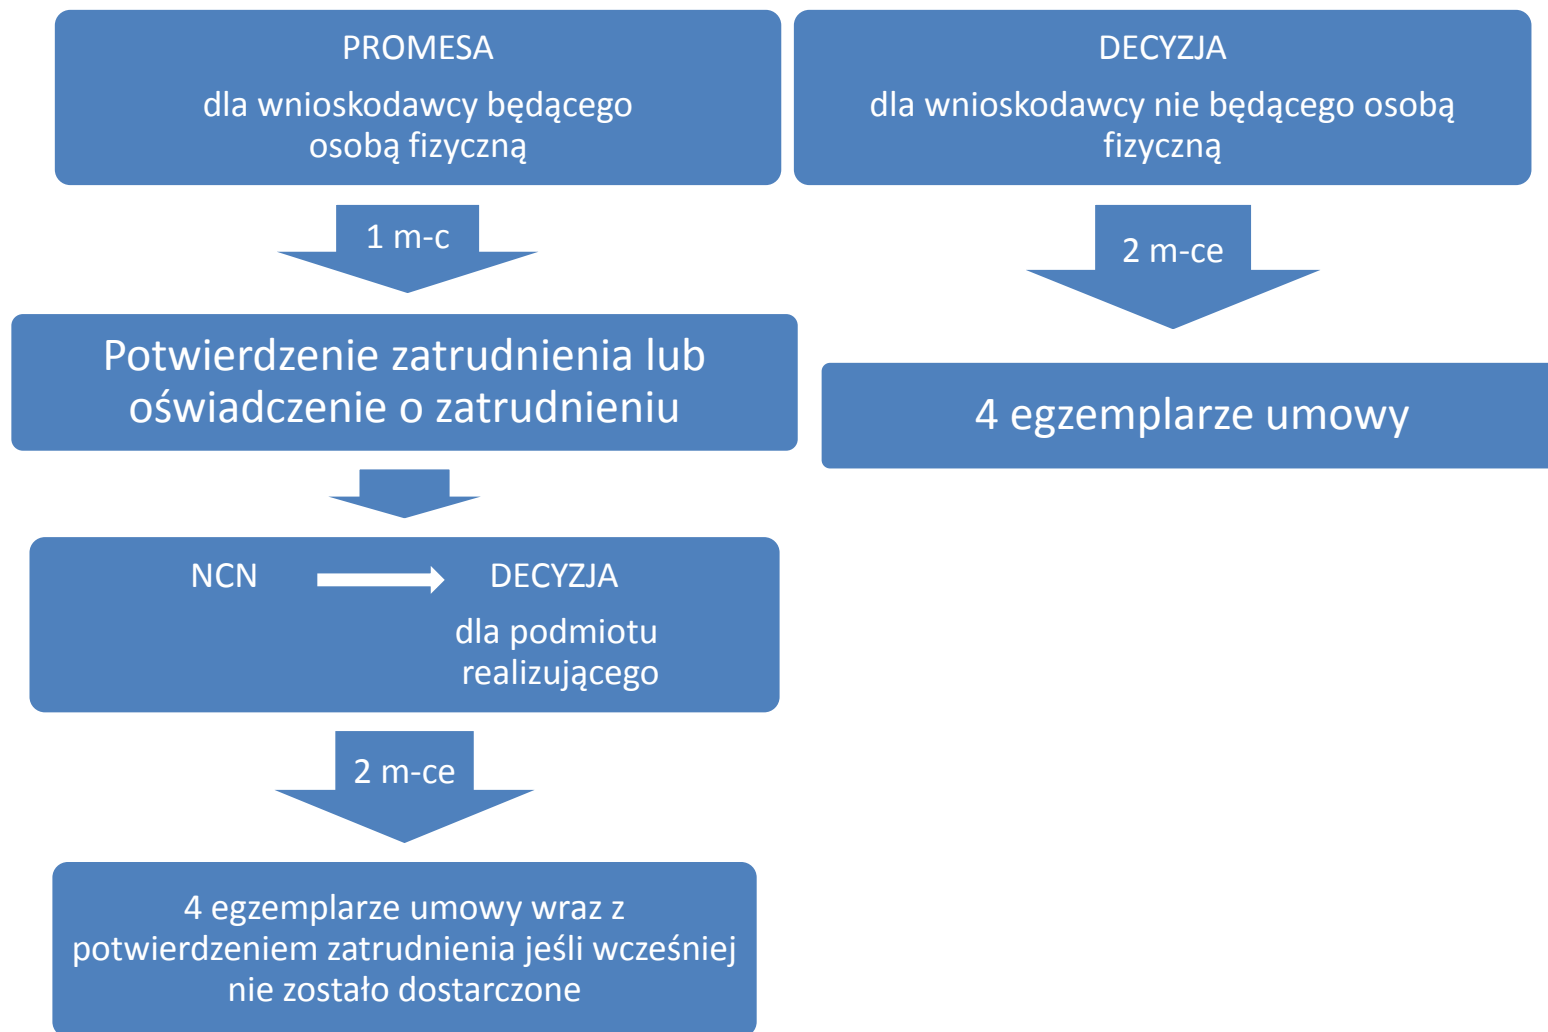 PROMESA
dla wnioskodawcy będącego
osobą fizyczną
1 m-c
Potwierdzenie zatrudnienia lub
oświadczenie o zatrudnieniu
NCN
DECYZJA
dla podmiotu
realizującego
2 m-ce
4 egzemplarze umowy wraz z
potwierdzeniem zatrudnienia jeśli wcześniej
nie zostało dostarczone
DECYZJA
dla wnioskodawcy nie będącego osobą
fizyczną
2 m-ce
4 egzemplarze umowy